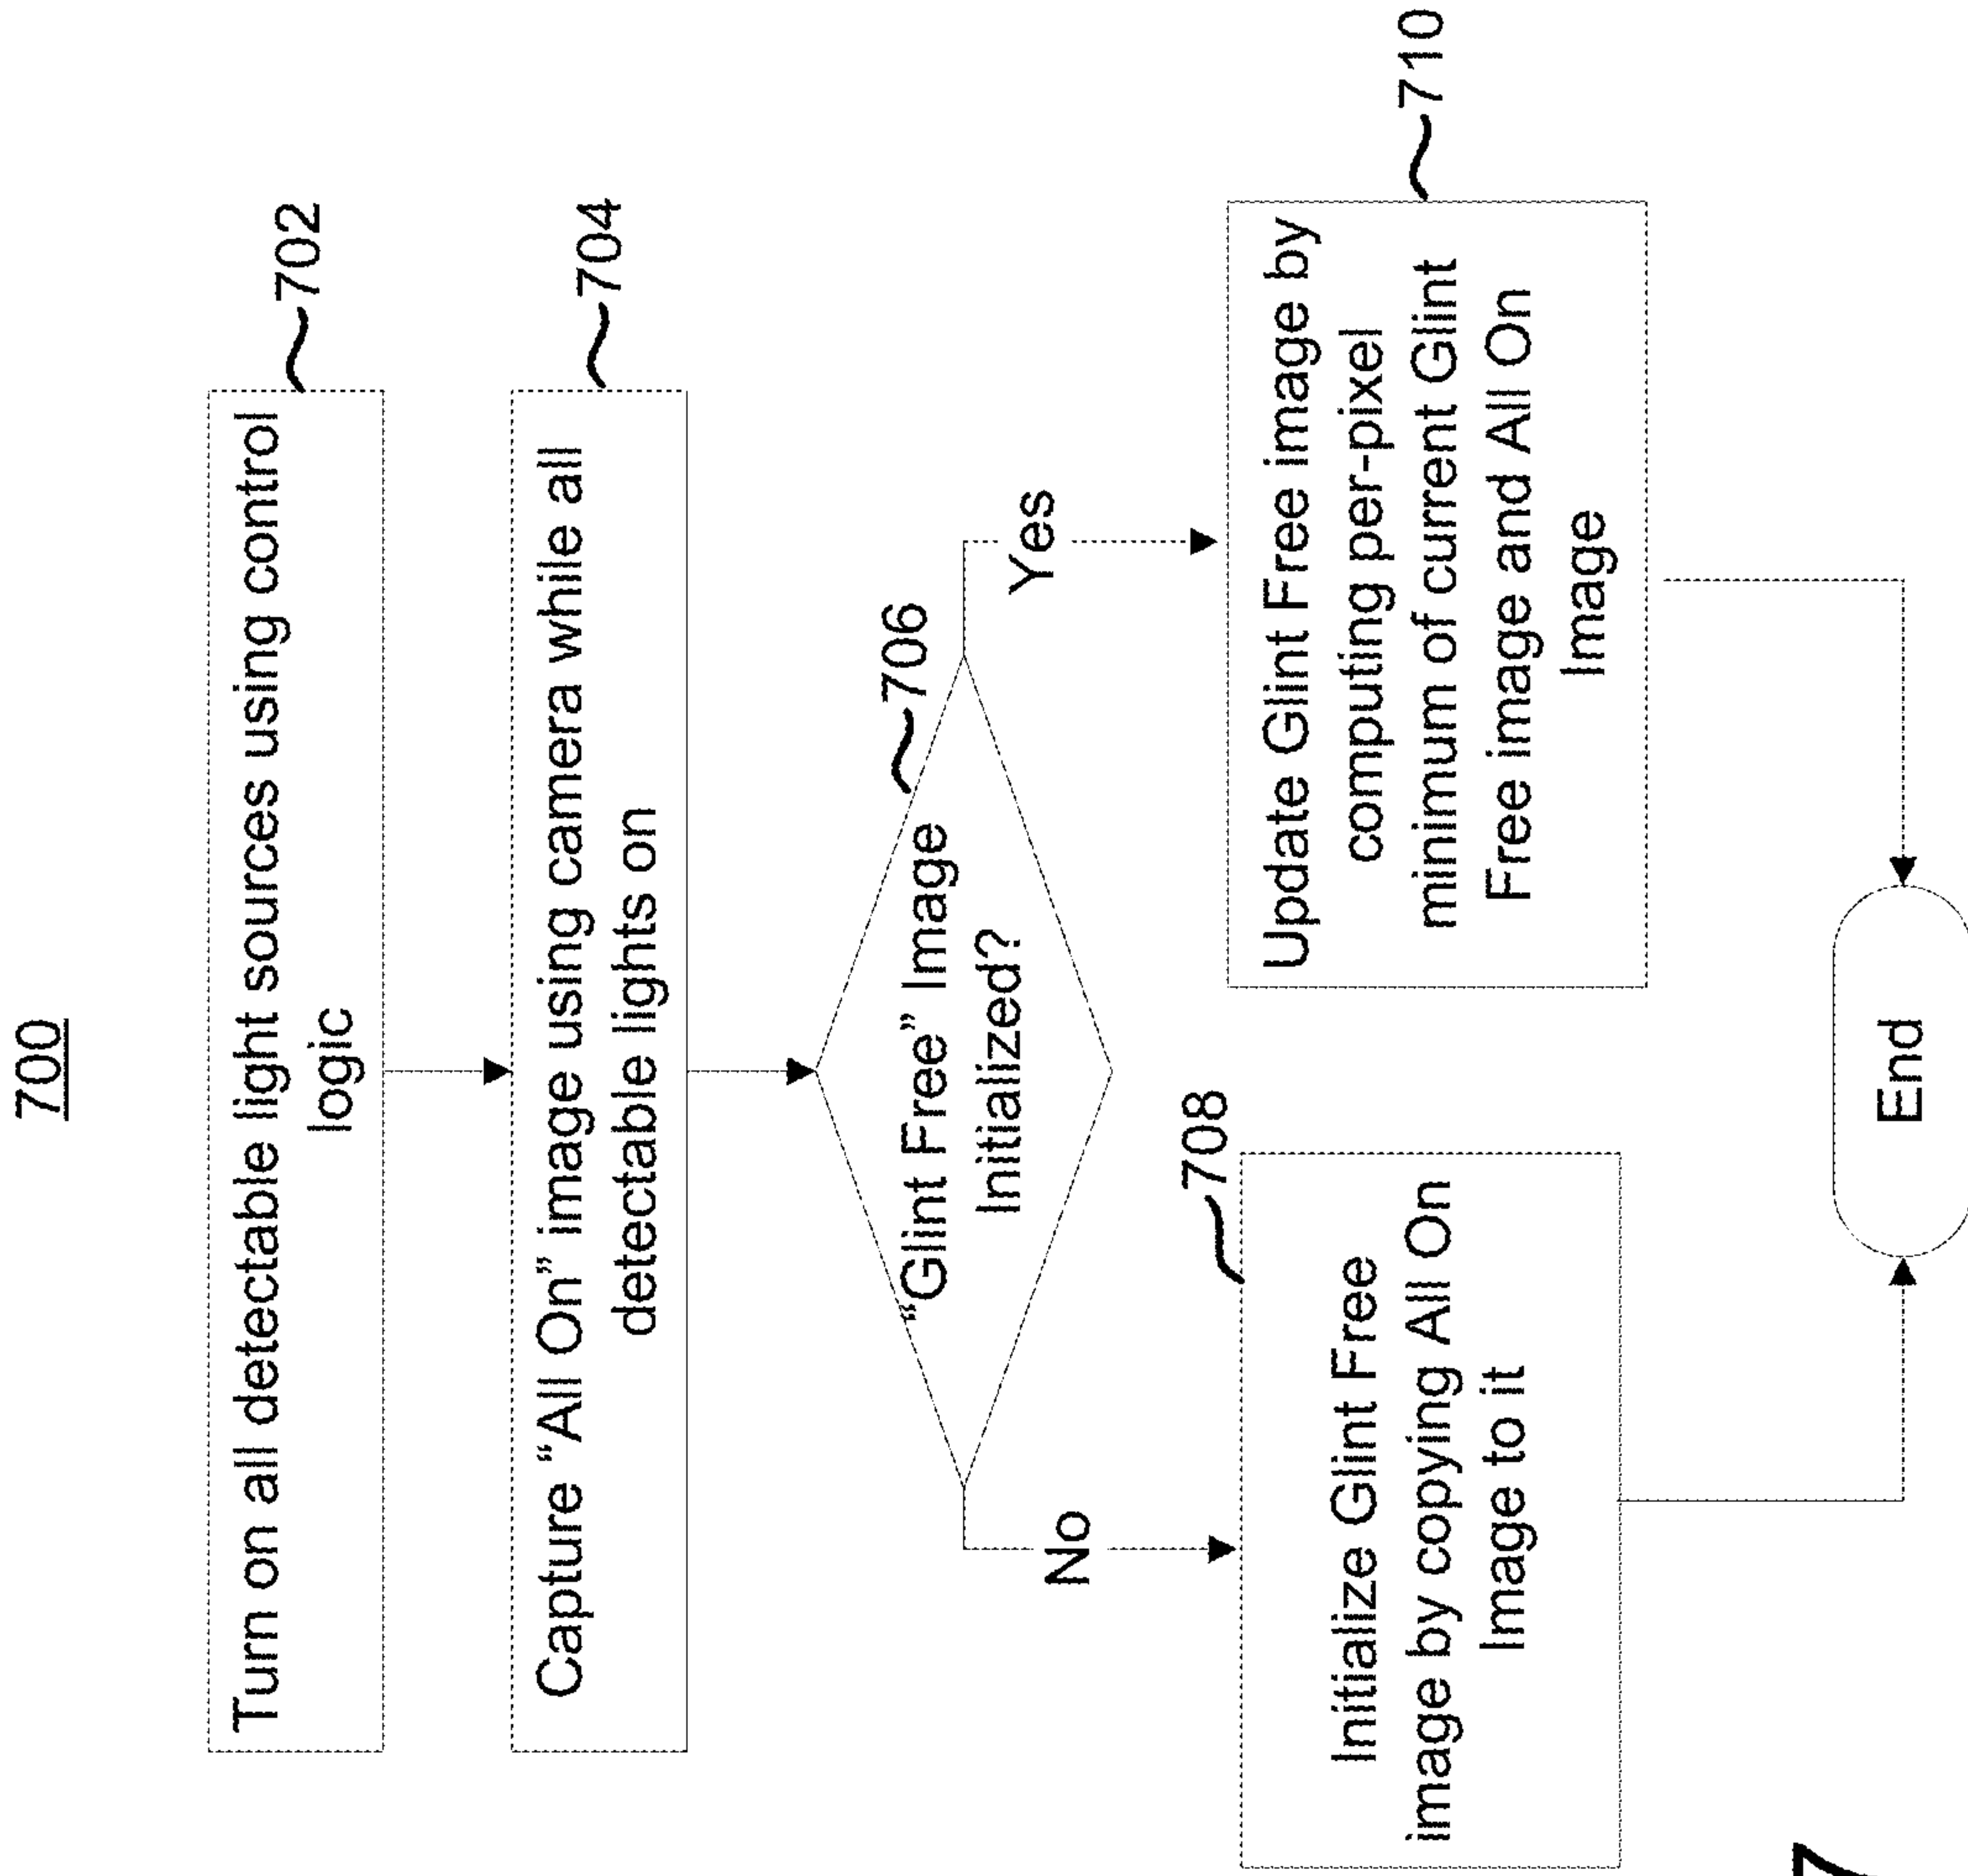 700
Turn on all detectable light sources using control
logic
702
Capture “All On” image using camera while all
detectable lights on
704
“Glint Free” Image
Initialized?
706
No
Yes
708
Initialize Glint Free
image by copying All On
Image to it
Update Glint Free image by
computing per-pixel
minimum of current Glint
Free image and All On
Image
710
End
7